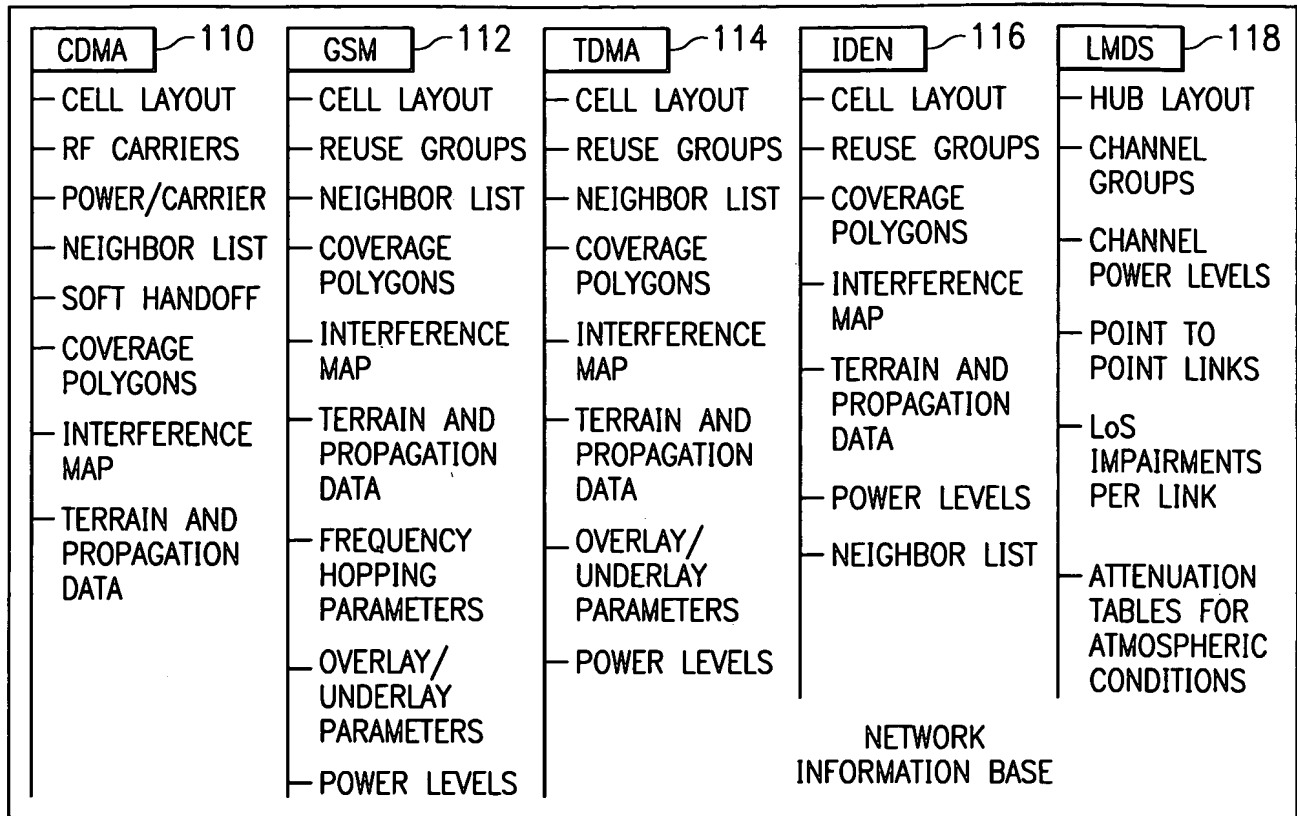 CDMA 110
CELL LAYOUT
RF CARRIERS
POWER/CARRIER
NEIGHBOR LIST
SOFT HANDOFF
COVERAGE
POLYGONS
INTERFERENCE
MAP
TERRAIN AND
PROPAGATION
DATA
GSM 112
CELL LAYOUT
REUSE GROUPS
NEIGHBOR LIST
COVERAGE
POLYGONS
INTERFERENCE
MAP
TERRAIN AND
PROPAGATION
DATA
FREQUENCY
HOPPING
PARAMETERS
OVERLAY/
UNDERLAY
PARAMETERS
POWER LEVELS
TDMA 114
CELL LAYOUT
REUSE GROUPS
NEIGHBOR LIST
COVERAGE
POLYGONS
INTERFERENCE
MAP
TERRAIN AND
PROPAGATION
DATA
OVERLAY/
UNDERLAY
PARAMETERS
POWER LEVELS
IDEN 116
CELL LAYOUT
REUSE GROUPS
COVERAGE
POLYGONS
INTERFERENCE
MAP
TERRAIN AND
PROPAGATION
DATA
POWER LEVELS
NEIGHBOR LIST
LMDS 118
HUB LAYOUT
CHANNEL
GROUPS
CHANNEL
POWER LEVELS
POINT TO
POINT LINKS
LoS
IMPAIRMENTS
PER LINK
ATTENUATION
TABLES FOR
ATMOSPHERIC
CONDITIONS
NETWORK
INFORMATION BASE